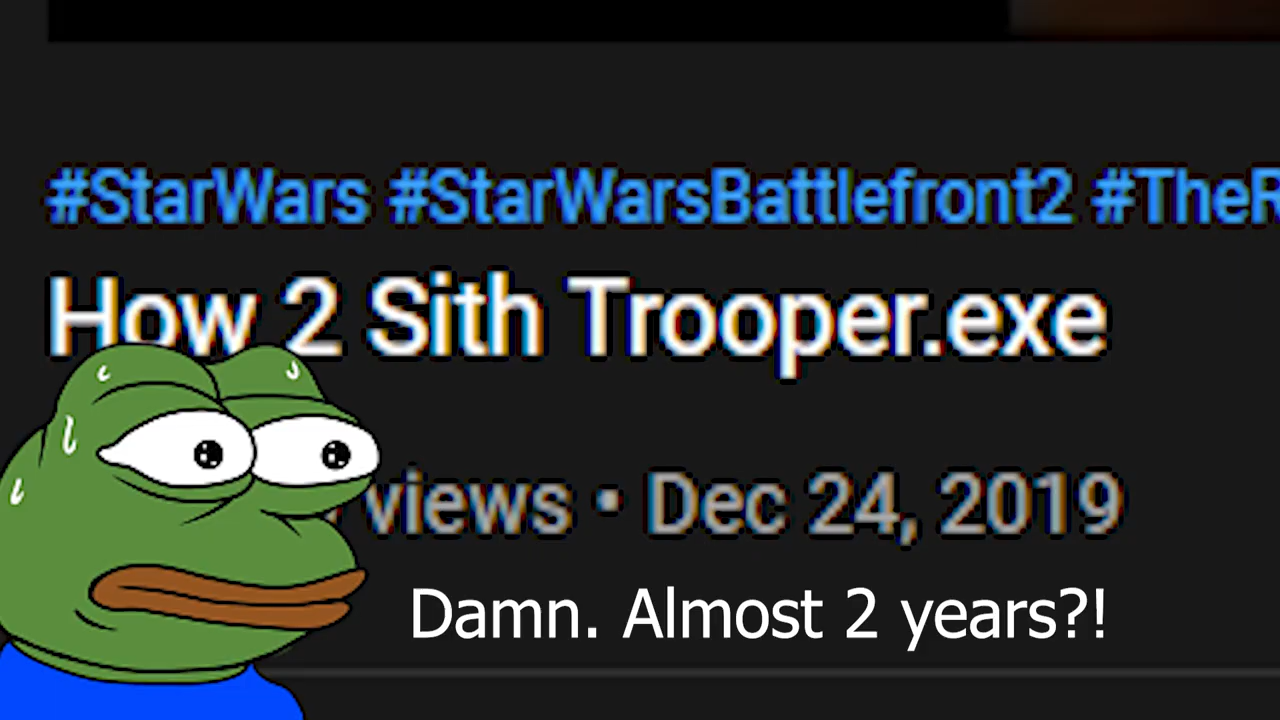 #StarWars #StarWarsBattlefront2
How 2 Sith Trooper.exe
views • Dec 24, 2019
Damn. Almost 2 years?!